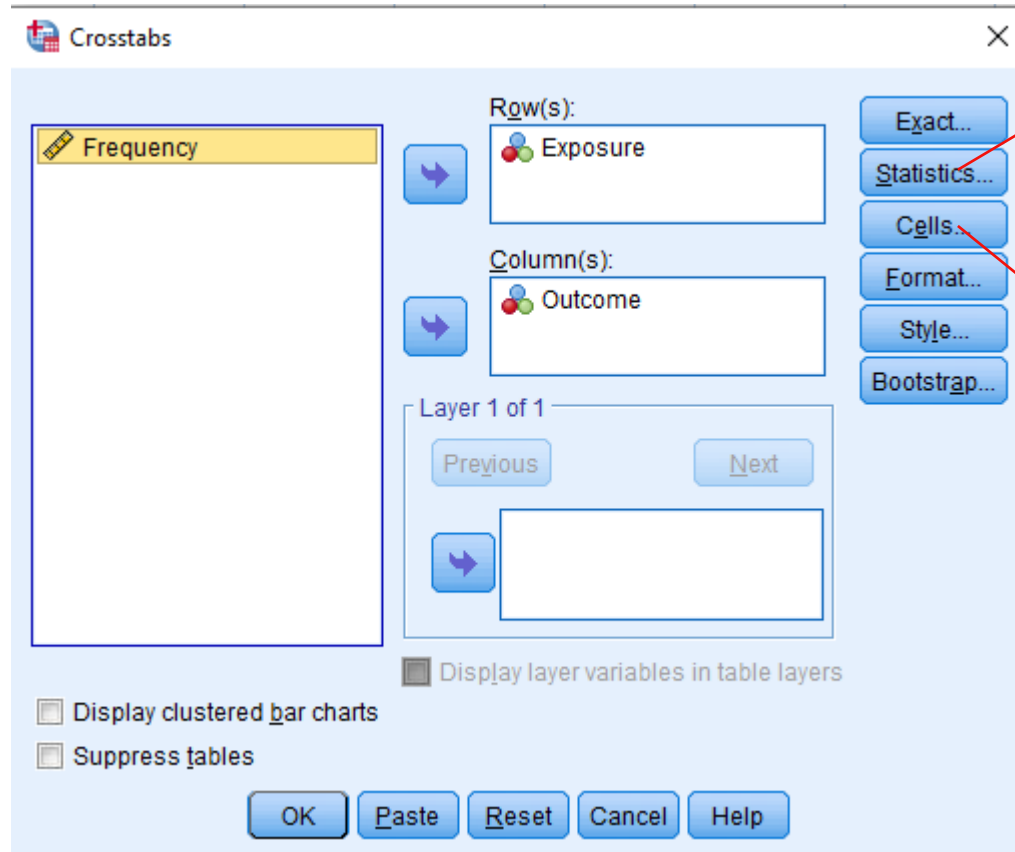 Crosstabs
Frequency
Row(s):
Exposure
Column(s):
Outcome
Layer 1 of 1
Previous
Next
Display layer variables in table layers
Display clustered bar charts
Suppress tables
Exact...
Statistics...
Cells...
Format...
Style...
Bootstrap...
OK
Paste
Reset
Cancel
Help